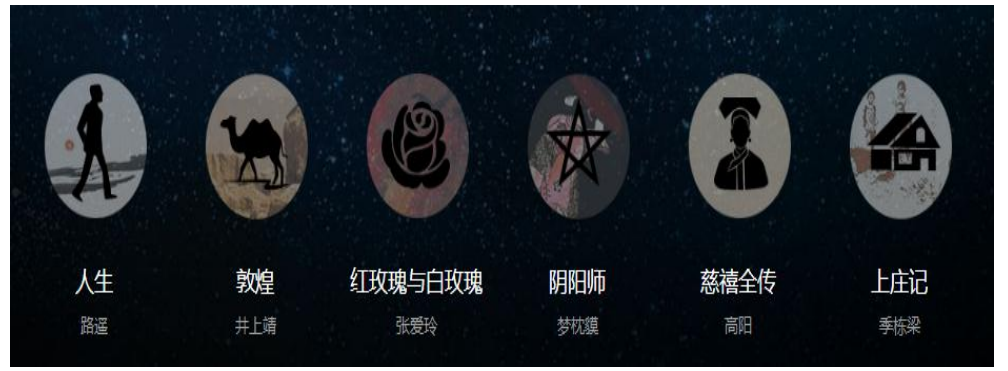 人生
敦煌
红玫瑰与白玫瑰
阴阳师
慈禧全传
上庄记
路遥
井上靖
张爱玲
梦枕貘
高阳
季栋梁